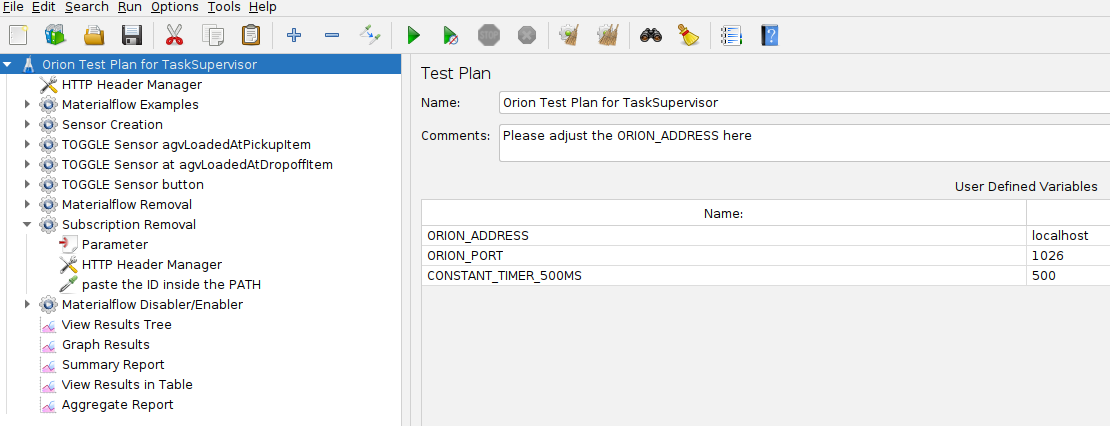 File Edit Search Run Options Tools Help
STOP
Orion Test Plan for TaskSupervisor
HTTP Header Manager
Materialflow Examples
Sensor Creation
TOGGLE Sensor agvLoadedAtPickupItem
TOGGLE Sensor at agvLoadedAtDropoffItem
TOGGLE Sensor button
Materialflow Removal
Subscription Removal
Parameter
HTTP Header Manager
paste the ID inside the PATH
Materialflow Disabler/Enabler
View Results Tree
Graph Results
Summary Report
View Results in Table
Aggregate Report
Test Plan
Name: Orion Test Plan for TaskSupervisor
Comments: Please adjust the ORION_ADDRESS here
User Defined Variables
Name:
ORION_ADDRESS localhost
ORION_PORT 1026
CONSTANT_TIMER_500MS 500